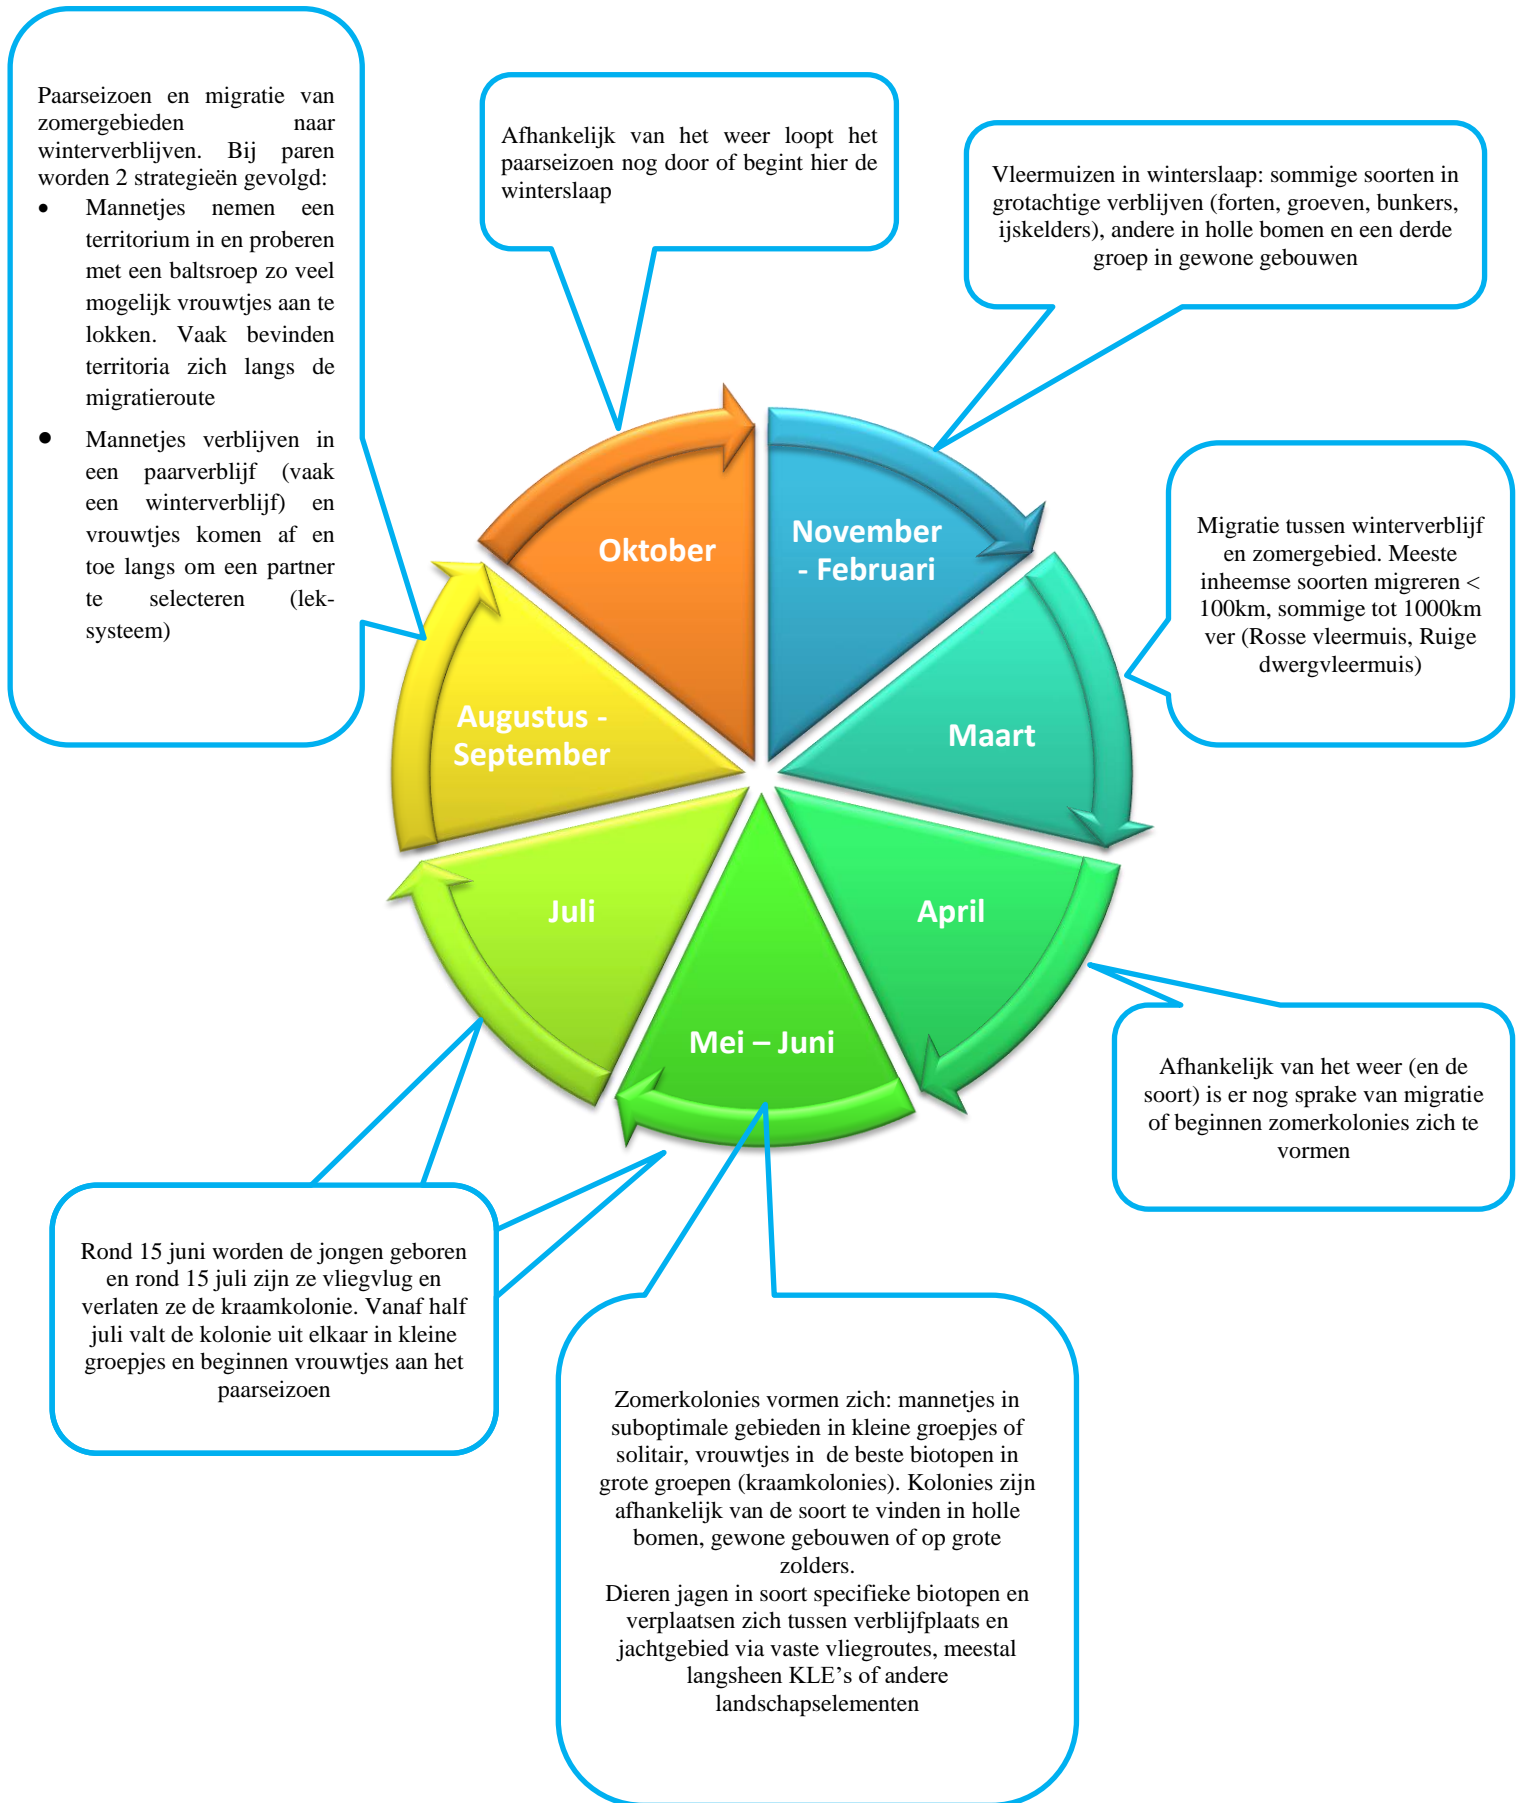 Paarseizoen en migratie van
zomergebieden naar
winterverblijven. Bij paren
worden 2 strategieën gevolgd:
• Mannetjes nemen een
territorium in en proberen
met een baltsroep zo veel
mogelijk vrouwtjes aan te
lokken. Vaak bevinden
territoria zich langs de
migratieroute
• Mannetjes verblijven in
een paarverblijf (vaak
een winterverblijf) en
vrouwtjes komen af en
toe langs om een partner
te selecteren (lek-
systeem)
Afhankelijk van het weer loopt het
paarseizoen nog door of begint hier de
winterslaap
Vleermuizen in winterslaap: sommige soorten in
grotachtige verblijven (forten, groeven, bunkers,
ijskelders), andere in holle bomen en een derde
groep in gewone gebouwen
Migratie tussen winterverblijf
en zomergebied. Meeste
inheemse soorten migreren <
100km, sommige tot 1000km
ver (Rosse vleermuis, Ruige
dwergvleermuis)
Oktober
November
- Februari
Augustus -
September
Maart
Juli
April
Mei – Juni
Afhankelijk van het weer (en de
soort) is er nog sprake van migratie
of beginnen zomerkolonies zich te
vormen
Rond 15 juni worden de jongen geboren
en rond 15 juli zijn ze vliegvlug en
verlaten ze de kraamkolonie. Vanaf half
juli valt de kolonie uit elkaar in kleine
groepjes en beginnen vrouwtjes aan het
paarseizoen
Zomerkolonies vormen zich: mannetjes in
suboptimale gebieden in kleine groepjes of
solitair, vrouwtjes in de beste biotopen in
grote groepen (kraamkolonies). Kolonies zijn
afhankelijk van de soort te vinden in holle
bomen, gewone gebouwen of op grote
zolders.
Dieren jagen in soort specifieke biotopen en
verplaatsen zich tussen verblijfplaats en
jachtgebied via vaste vliegroutes, meestal
langsheen KLE’s of andere
landschapselementen